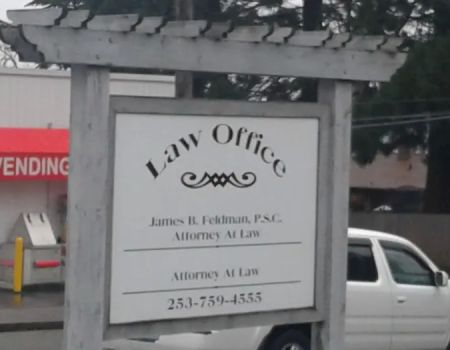 VENDING
Law Office
James B. Feldman, P.S.C.
Attorney At Law
Attorney At Law
253-759-4555